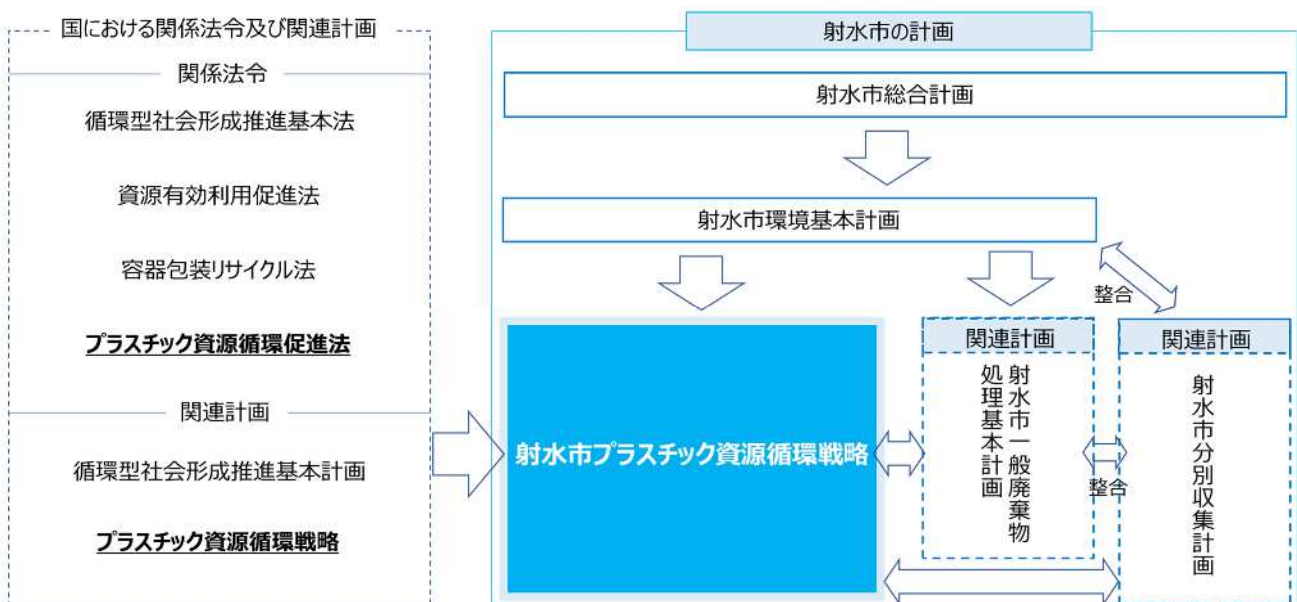 国における関係法令及び関連計画
関係法令
循環型社会形成推進基本法
資源有効利用促進法
容器包装リサイクル法
プラスチック資源循環促進法
関連計画
循環型社会形成推進基本計画
プラスチック資源循環戦略
射水市の計画
射水市総合計画
射水市環境基本計画
整合
射水市プラスチック資源循環戦略
関連計画
射水市一般廃棄物
処理基本計画
整合
関連計画
射水市分別収集計画